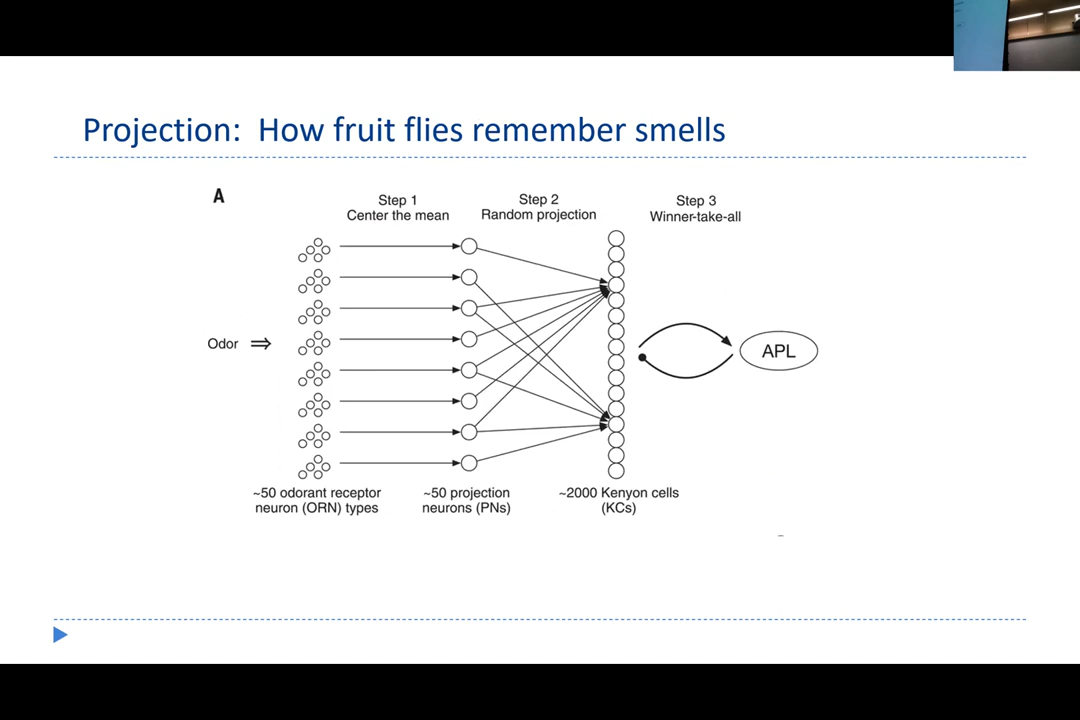 Projection: How fruit flies remember smells
A
Step 1
Center the mean
Step 2
Random projection
Step 3
Winner-take-all
Odor ⇒
APL
~50 odorant receptor
neuron (ORN) types
~50 projection
neurons (PNs)
~2000 Kenyon cells
(KCs)